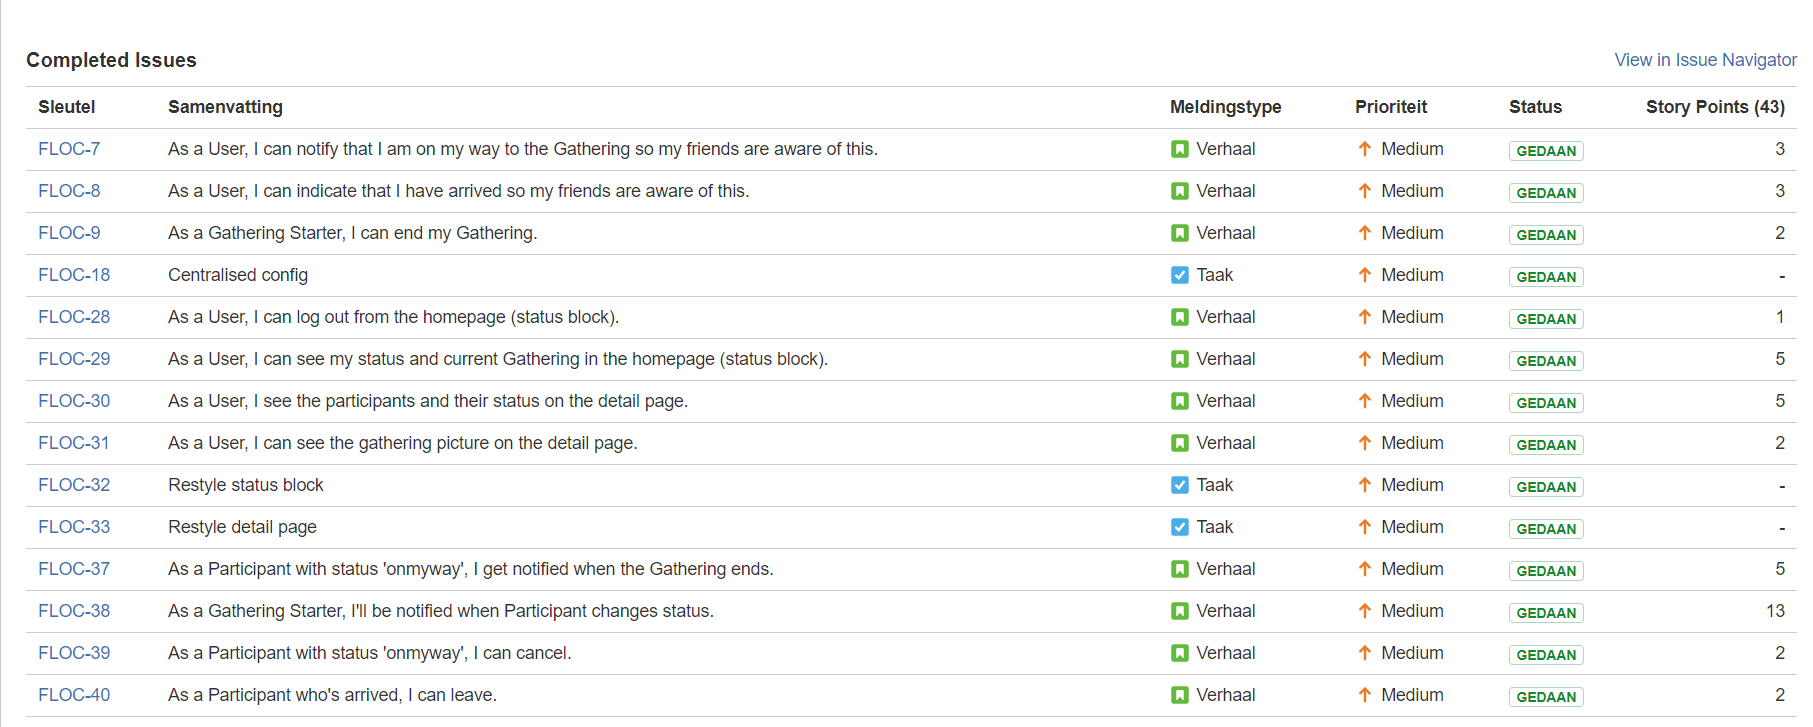 Completed Issues View in Issue Navigator
Sleutel Samenvatting Meldingstype Prioriteit Status Story Points (43)
FLOC-7 As a User, I can notify that I am on my way to the Gathering so my friends are aware of this. Verhaal Medium GEDAAN 3
FLOC-8 As a User, I can indicate that I have arrived so my friends are aware of this. Verhaal Medium GEDAAN 3
FLOC-9 As a Gathering Starter, I can end my Gathering. Verhaal Medium GEDAAN 2
FLOC-18 Centralised config Taak Medium GEDAAN -
FLOC-28 As a User, I can log out from the homepage (status block). Verhaal Medium GEDAAN 1
FLOC-29 As a User, I can see my status and current Gathering in the homepage (status block). Verhaal Medium GEDAAN 5
FLOC-30 As a User, I see the participants and their status on the detail page. Verhaal Medium GEDAAN 5
FLOC-31 As a User, I can see the gathering picture on the detail page. Verhaal Medium GEDAAN 2
FLOC-32 Restyle status block Taak Medium GEDAAN -
FLOC-33 Restyle detail page Taak Medium GEDAAN -
FLOC-37 As a Participant with status 'onmyway', I get notified when the Gathering ends. Verhaal Medium GEDAAN 5
FLOC-38 As a Gathering Starter, I'll be notified when Participant changes status. Verhaal Medium GEDAAN 13
FLOC-39 As a Participant with status 'onmyway', I can cancel. Verhaal Medium GEDAAN 2
FLOC-40 As a Participant who's arrived, I can leave. Verhaal Medium GEDAAN 2